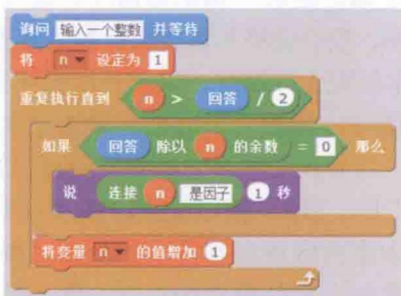 询问 输入一个整数 并等待
将 n 设定为 1
重复执行直到 n > 回答 / 2
如果 回答 除以 n 的余数 = 0 那么
说 连接 n 是因子 1 秒
将变量 n 的值增加 1